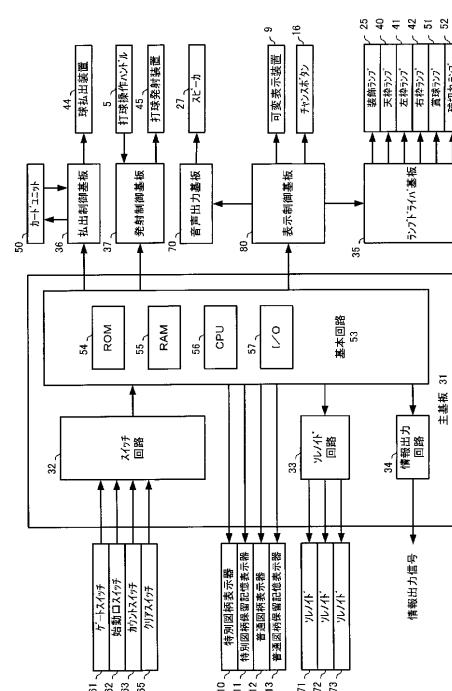 カードユニット
50
払出制御基板
36
球払出装置
44
打球操作ハンドル
5
発射制御基板
37
打球発射装置
45
音声出力基板
70
スピーカ
27
表示制御基板
80
可変表示装置
9
チャンスボタン
16
ランプドライバ基板
35
装飾ランプ
25
天枠ランプ
40
左枠ランプ
41
右枠ランプ
42
賞球ランプ
51
52
ROM
54
RAM
55
CPU
56
I/O
57
基本回路
53
主基板 31
スイッチ
回路
32
ソレノイド
回路
33
情報出力
回路
34
ゲートスイッチ
61
始動口スイッチ
62
カウントスイッチ
63
クリアスイッチ
65
特別図柄表示器
10
特別図柄保留記憶表示器
11
普通図柄表示器
12
普通図柄保留記憶表示器
13
ソレノイド
71
ソレノイド
72
ソレノイド
73
情報出力信号